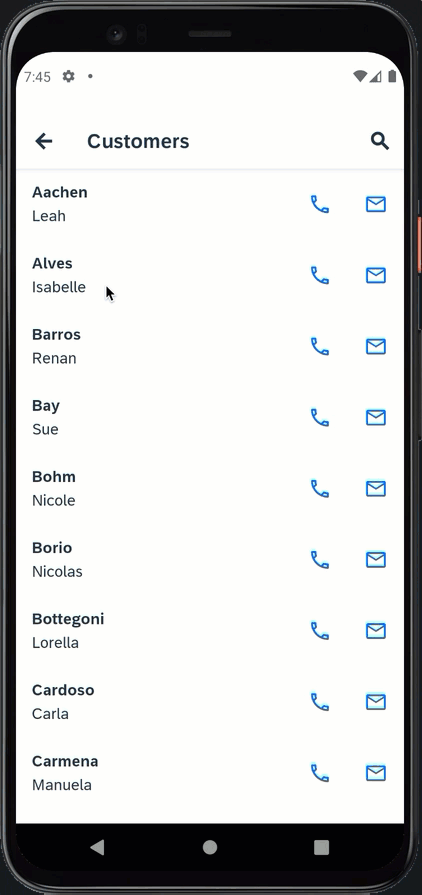 7:45
Customers
Aachen
Leah
Alves
Isabelle
Barros
Renan
Bay
Sue
Bohm
Nicole
Borio
Nicolas
Bottegoni
Lorella
Cardoso
Carla
Carmena
Manuela